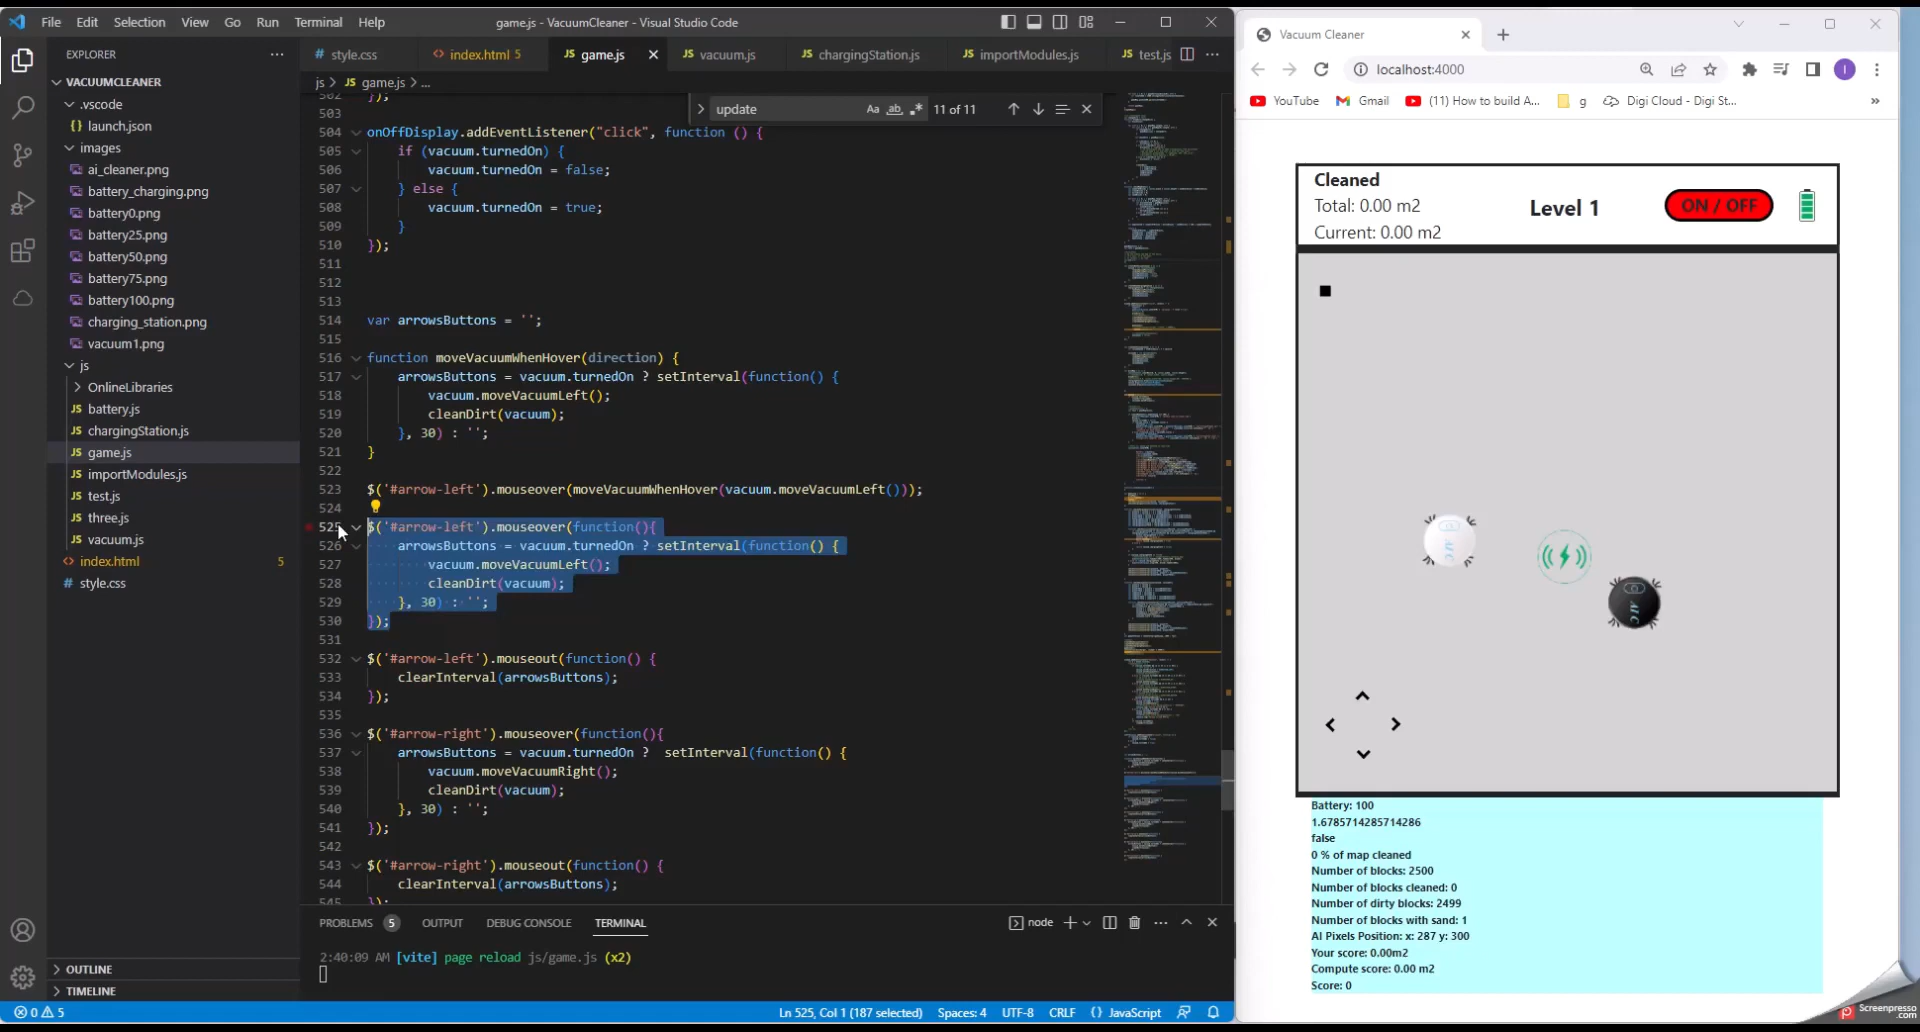 File Edit Selection View Go Run Terminal Help
game.js - VacuumCleaner - Visual Studio Code
EXPLORER
VACUUMCLEANER
.vscode
launch.json
images
ai_cleaner.png
battery_charging.png
battery0.png
battery25.png
battery50.png
battery75.png
battery100.png
charging_station.png
vacuum1.png
js
OnlineLibraries
battery.js
chargingStation.js
game.js
importModules.js
test.js
three.js
vacuum.js
index.html 5
style.css
OUTLINE
TIMELINE
style.css index.html 5 game.js vacuum.js chargingStation.js importModules.js test.js
js > game.js > ...
update Aa ab 11 of 11
502 });
503
504 onOffDisplay.addEventListener("click", function () {
505 if (vacuum.turnedOn) {
506 vacuum.turnedOn = false;
507 } else {
508 vacuum.turnedOn = true;
509 }
510 });
511
512
513
514 var arrowsButtons = '';
515
516 function moveVacuumWhenHover(direction) {
517 arrowsButtons = vacuum.turnedOn ? setInterval(function() {
518 vacuum.moveVacuumLeft();
519 cleanDirt(vacuum);
520 }, 30) : '';
521 }
522
523 $('#arrow-left').mouseover(moveVacuumWhenHover(vacuum.moveVacuumLeft()));
524
525 $('#arrow-left').mouseover(function(){
526 arrowsButtons = vacuum.turnedOn ? setInterval(function() {
527 vacuum.moveVacuumLeft();
528 cleanDirt(vacuum);
529 }, 30) : '';
530 });
531
532 $('#arrow-left').mouseout(function() {
533 clearInterval(arrowsButtons);
534 });
535
536 $('#arrow-right').mouseover(function(){
537 arrowsButtons = vacuum.turnedOn ? setInterval(function() {
538 vacuum.moveVacuumRight();
539 cleanDirt(vacuum);
540 }, 30) : '';
541 });
542
543 $('#arrow-right').mouseout(function() {
544 clearInterval(arrowsButtons);
545 });
PROBLEMS 5 OUTPUT DEBUG CONSOLE TERMINAL
node
2:40:09 AM [vite] page reload js/game.js (x2)
0 5
Ln 525, Col 1 (187 selected) Spaces: 4 UTF-8 CRLF {} JavaScript
Vacuum Cleaner
localhost:4000
I
YouTube Gmail (11) How to build A... g Digi Cloud - Digi St...
Cleaned
Total: 0.00 m2
Current: 0.00 m2
Level 1
ON / OFF
AFC
AFC
Battery: 100
1.6785714285714286
false
0 % of map cleaned
Number of blocks: 2500
Number of blocks cleaned: 0
Number of dirty blocks: 2499
Number of blocks with sand: 1
AI Pixels Position: x: 287 y: 300
Your score: 0.00m2
Compute score: 0.00 m2
Score: 0
Screenpresso
.com